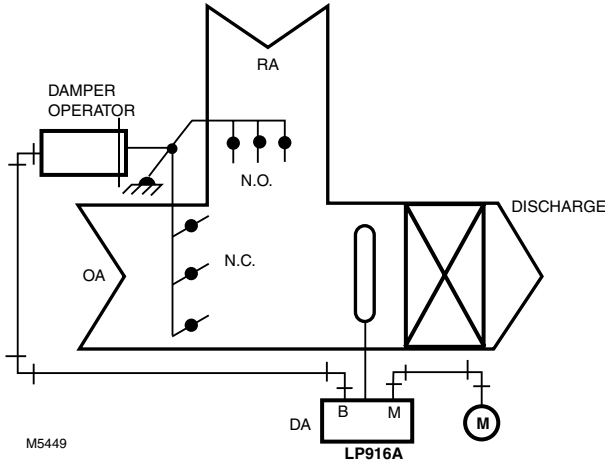 RA
DAMPER
OPERATOR
N.O.
DISCHARGE
OA
N.C.
B
M
DA
M
M5449
LP916A